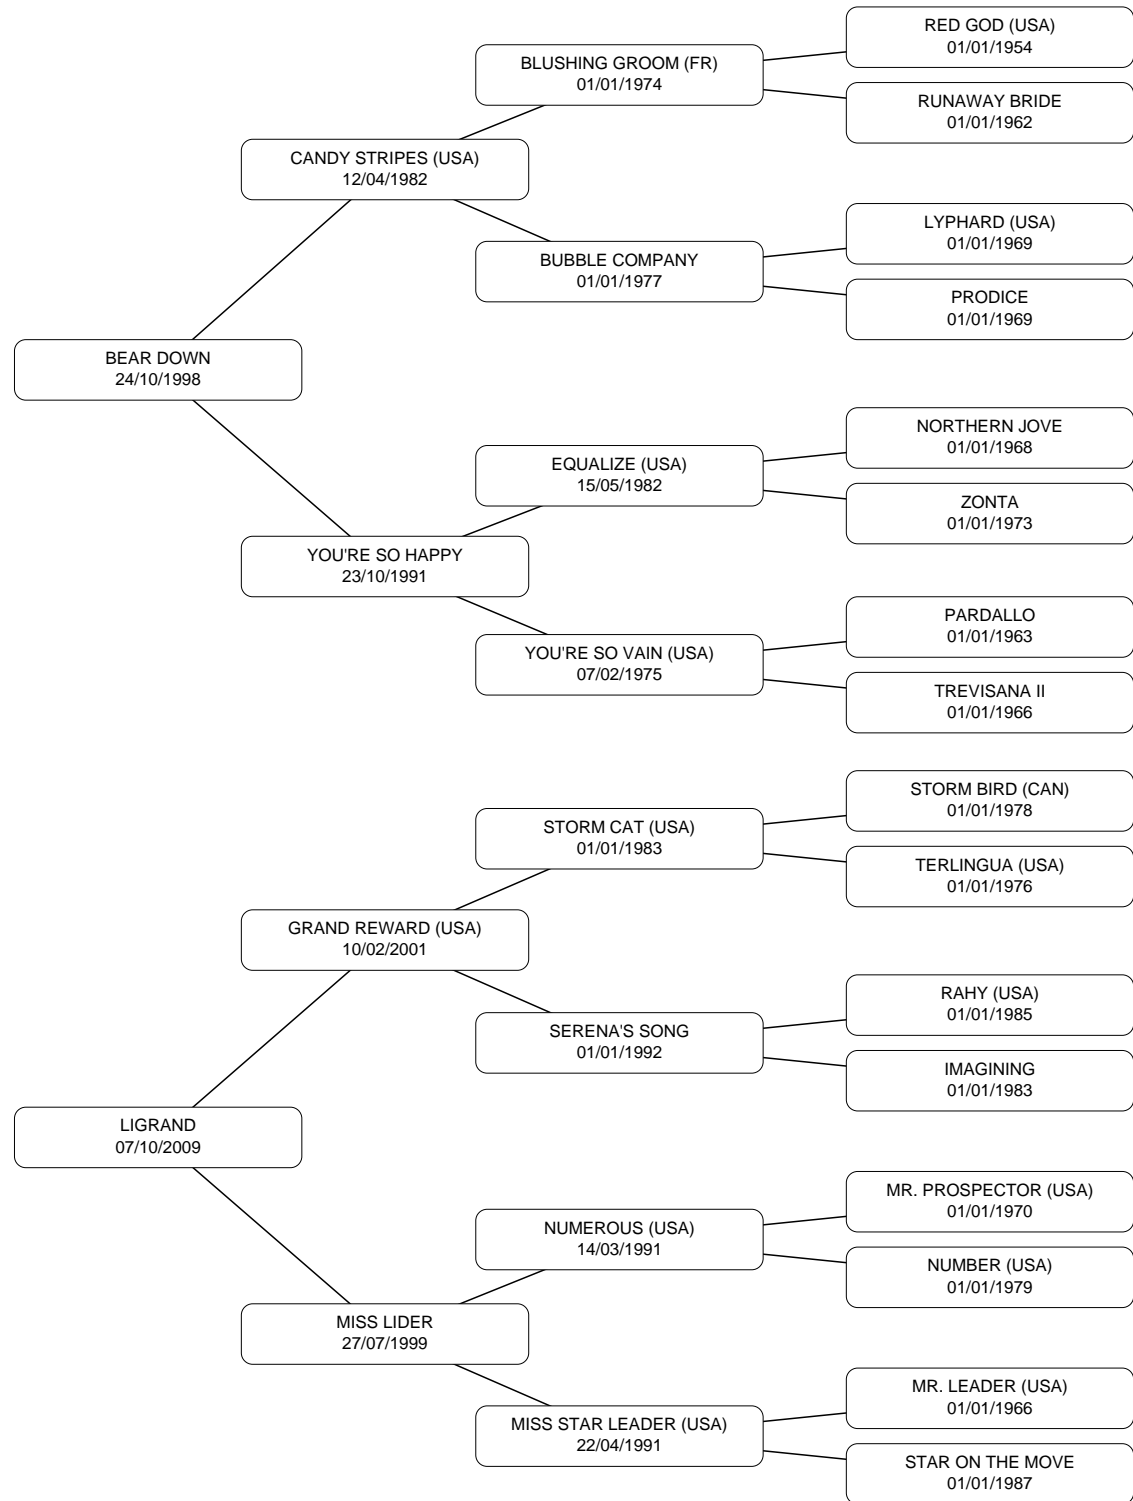 RED GOD (USA)
01/01/1954
BLUSHING GROOM (FR)
01/01/1974
RUNAWAY BRIDE
01/01/1962
CANDY STRIPES (USA)
12/04/1982
LYPHARD (USA)
01/01/1969
BUBBLE COMPANY
01/01/1977
PRODICE
01/01/1969
BEAR DOWN
24/10/1998
NORTHERN JOVE
01/01/1968
EQUALIZE (USA)
15/05/1982
ZONTA
01/01/1973
YOU'RE SO HAPPY
23/10/1991
PARDALLO
01/01/1963
YOU'RE SO VAIN (USA)
07/02/1975
TREVISANA II
01/01/1966
STORM BIRD (CAN)
01/01/1978
STORM CAT (USA)
01/01/1983
TERLINGUA (USA)
01/01/1976
GRAND REWARD (USA)
10/02/2001
RAHY (USA)
01/01/1985
SERENA'S SONG
01/01/1992
IMAGINING
01/01/1983
LIGRAND
07/10/2009
MR. PROSPECTOR (USA)
01/01/1970
NUMEROUS (USA)
14/03/1991
NUMBER (USA)
01/01/1979
MISS LIDER
27/07/1999
MR. LEADER (USA)
01/01/1966
MISS STAR LEADER (USA)
22/04/1991
STAR ON THE MOVE
01/01/1987